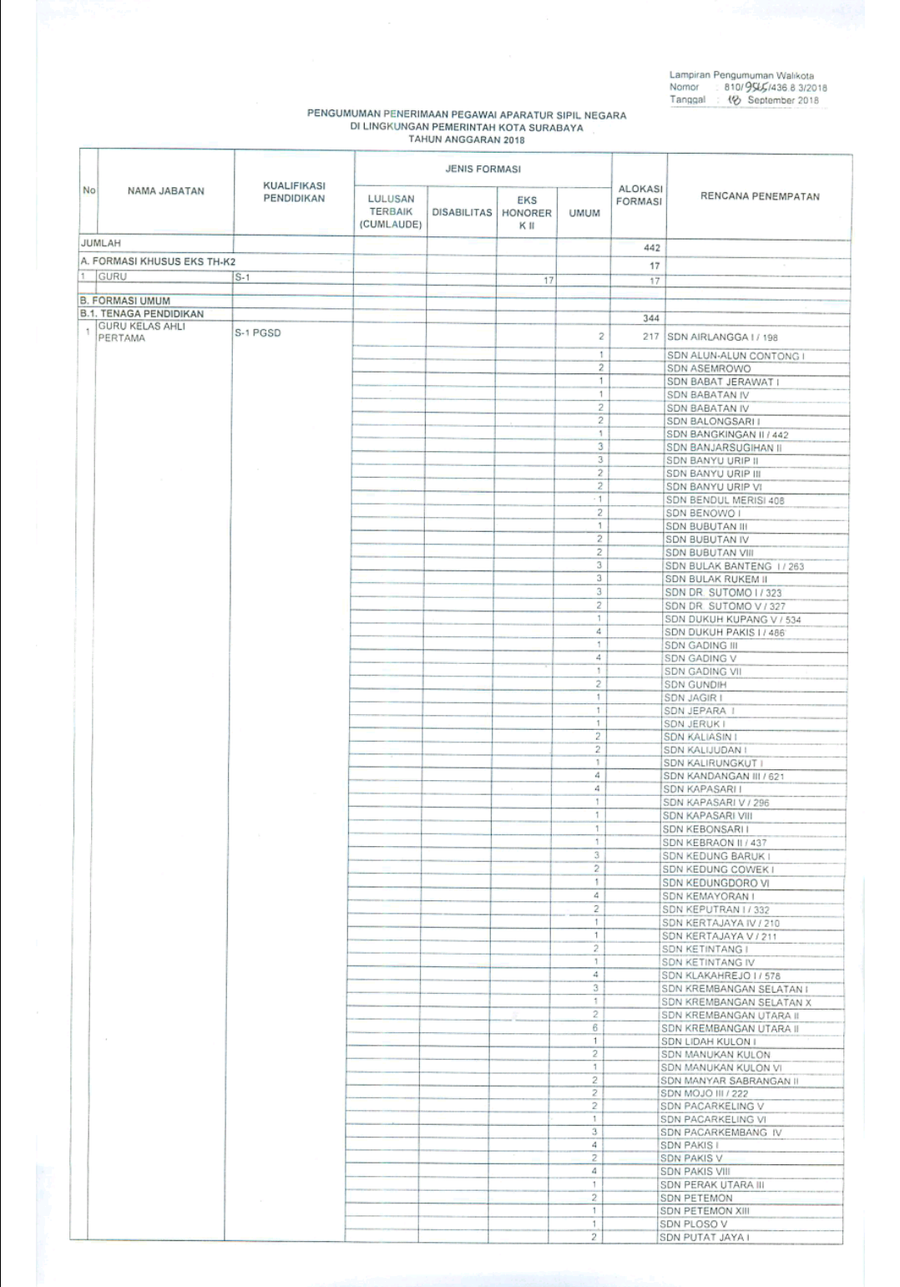 Lampiran Pengumuman Walikota
Nomor : 810/9565/436.8.3/2018
Tanggal : 18 September 2018
PENGUMUMAN PENERIMAAN PEGAWAI APARATUR SIPIL NEGARA
DI LINGKUNGAN PEMERINTAH KOTA SURABAYA
TAHUN ANGGARAN 2018
No NAMA JABATAN KUALIFIKASI PENDIDIKAN JENIS FORMASI ALOKASI FORMASI RENCANA PENEMPATAN
LULUSAN TERBAIK (CUMLAUDE) DISABILITAS EKS HONORER K II UMUM
JUMLAH 442
A. FORMASI KHUSUS EKS TH-K2 17
1 GURU S-1 17 17
B. FORMASI UMUM
B.1. TENAGA PENDIDIKAN 344
1 GURU KELAS AHLI PERTAMA S-1 PGSD 2 217 SDN AIRLANGGA I / 198
1 SDN ALUN-ALUN CONTONG I
2 SDN ASEMROWO
1 SDN BABAT JERAWAT I
1 SDN BABATAN IV
2 SDN BABATAN IV
2 SDN BALONGSARI I
1 SDN BANGKINGAN II / 442
3 SDN BANJARSUGIHAN II
3 SDN BANYU URIP II
2 SDN BANYU URIP III
2 SDN BANYU URIP VI
1 SDN BENDUL MERISI 408
2 SDN BENOWO I
1 SDN BUBUTAN III
2 SDN BUBUTAN IV
2 SDN BUBUTAN VIII
3 SDN BULAK BANTENG I / 263
3 SDN BULAK RUKEM II
3 SDN DR. SUTOMO I / 323
2 SDN DR. SUTOMO V / 327
1 SDN DUKUH KUPANG V / 534
4 SDN DUKUH PAKIS I / 486
1 SDN GADING III
4 SDN GADING V
1 SDN GADING VII
2 SDN GUNDIH
1 SDN JAGIR I
1 SDN JEPARA I
1 SDN JERUK I
2 SDN KALIASIN I
2 SDN KALIJUDAN I
1 SDN KALIRUNGKUT I
4 SDN KANDANGAN III / 621
4 SDN KAPASARI I
1 SDN KAPASARI V / 296
1 SDN KAPASARI VIII
1 SDN KEBONSARI I
1 SDN KEBRAON II / 437
3 SDN KEDUNG BARUK I
2 SDN KEDUNG COWEK I
1 SDN KEDUNGDORO VI
4 SDN KEMAYORAN I
2 SDN KEPUTRAN I / 332
1 SDN KERTAJAYA IV / 210
1 SDN KERTAJAYA V / 211
2 SDN KETINTANG I
1 SDN KETINTANG IV
4 SDN KLAKAHREJO I / 578
3 SDN KREMBANGAN SELATAN I
1 SDN KREMBANGAN SELATAN X
2 SDN KREMBANGAN UTARA II
6 SDN KREMBANGAN UTARA II
1 SDN LIDAH KULON I
2 SDN MANUKAN KULON
1 SDN MANUKAN KULON VI
2 SDN MANYAR SABRANGAN II
2 SDN MOJO III / 222
2 SDN PACARKELING V
1 SDN PACARKELING VI
3 SDN PACARKEMBANG IV
4 SDN PAKIS I
2 SDN PAKIS V
4 SDN PAKIS VIII
1 SDN PERAK UTARA III
2 SDN PETEMON
1 SDN PETEMON XIII
1 SDN PLOSO V
2 SDN PUTAT JAYA I